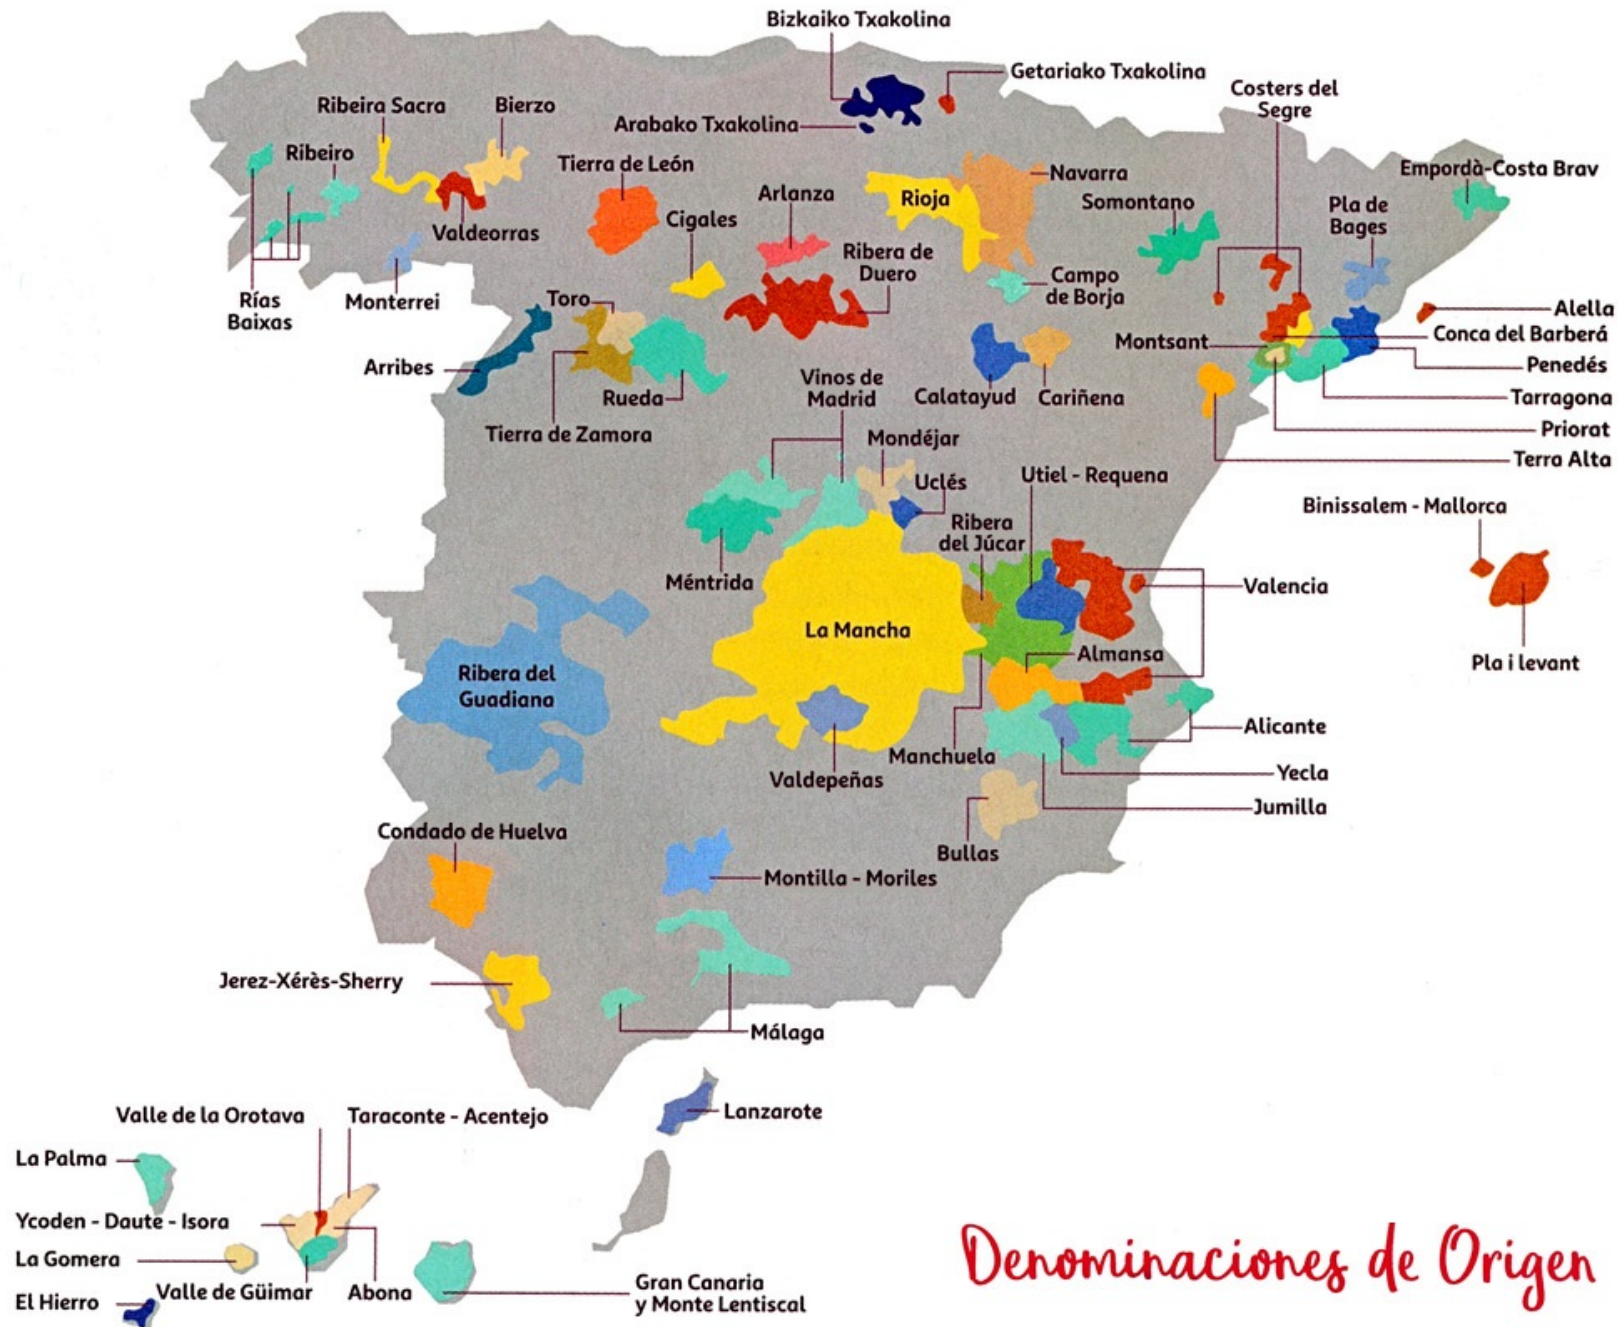 Bizkaiko Txakolina
Getariako Txakolina
Costers del
Segre
Ribeira Sacra
Bierzo
Arabako Txakolina
Ribeiro
Tierra de León
Navarra
Empordà-Costa Brav
Arlanza
Rioja
Somontano
Pla de
Bages
Cigales
Valdeorras
Ribera de
Duero
Campo
de Borja
Rías
Baixas
Monterrei
Toro
Alella
Conca del Barberá
Montsant
Penedés
Arribes
Vinos de
Madrid
Calatayud
Cariñena
Rueda
Tarragona
Tierra de Zamora
Mondéjar
Priorat
Terra Alta
Uclés
Utiel - Requena
Binissalem - Mallorca
Ribera
del Júcar
Méntrida
Valencia
La Mancha
Almansa
Pla i levant
Ribera del
Guadiana
Alicante
Manchuela
Valdepeñas
Yecla
Jumilla
Condado de Huelva
Bullas
Montilla - Moriles
Jerez-Xérès-Sherry
Málaga
Lanzarote
Valle de la Orotava
Taraconte - Acentejo
La Palma
Ycoden - Daute - Isora
La Gomera
Valle de Güimar
Abona
El Hierro
Gran Canaria
y Monte Lentiscal
Denominaciones de Origen